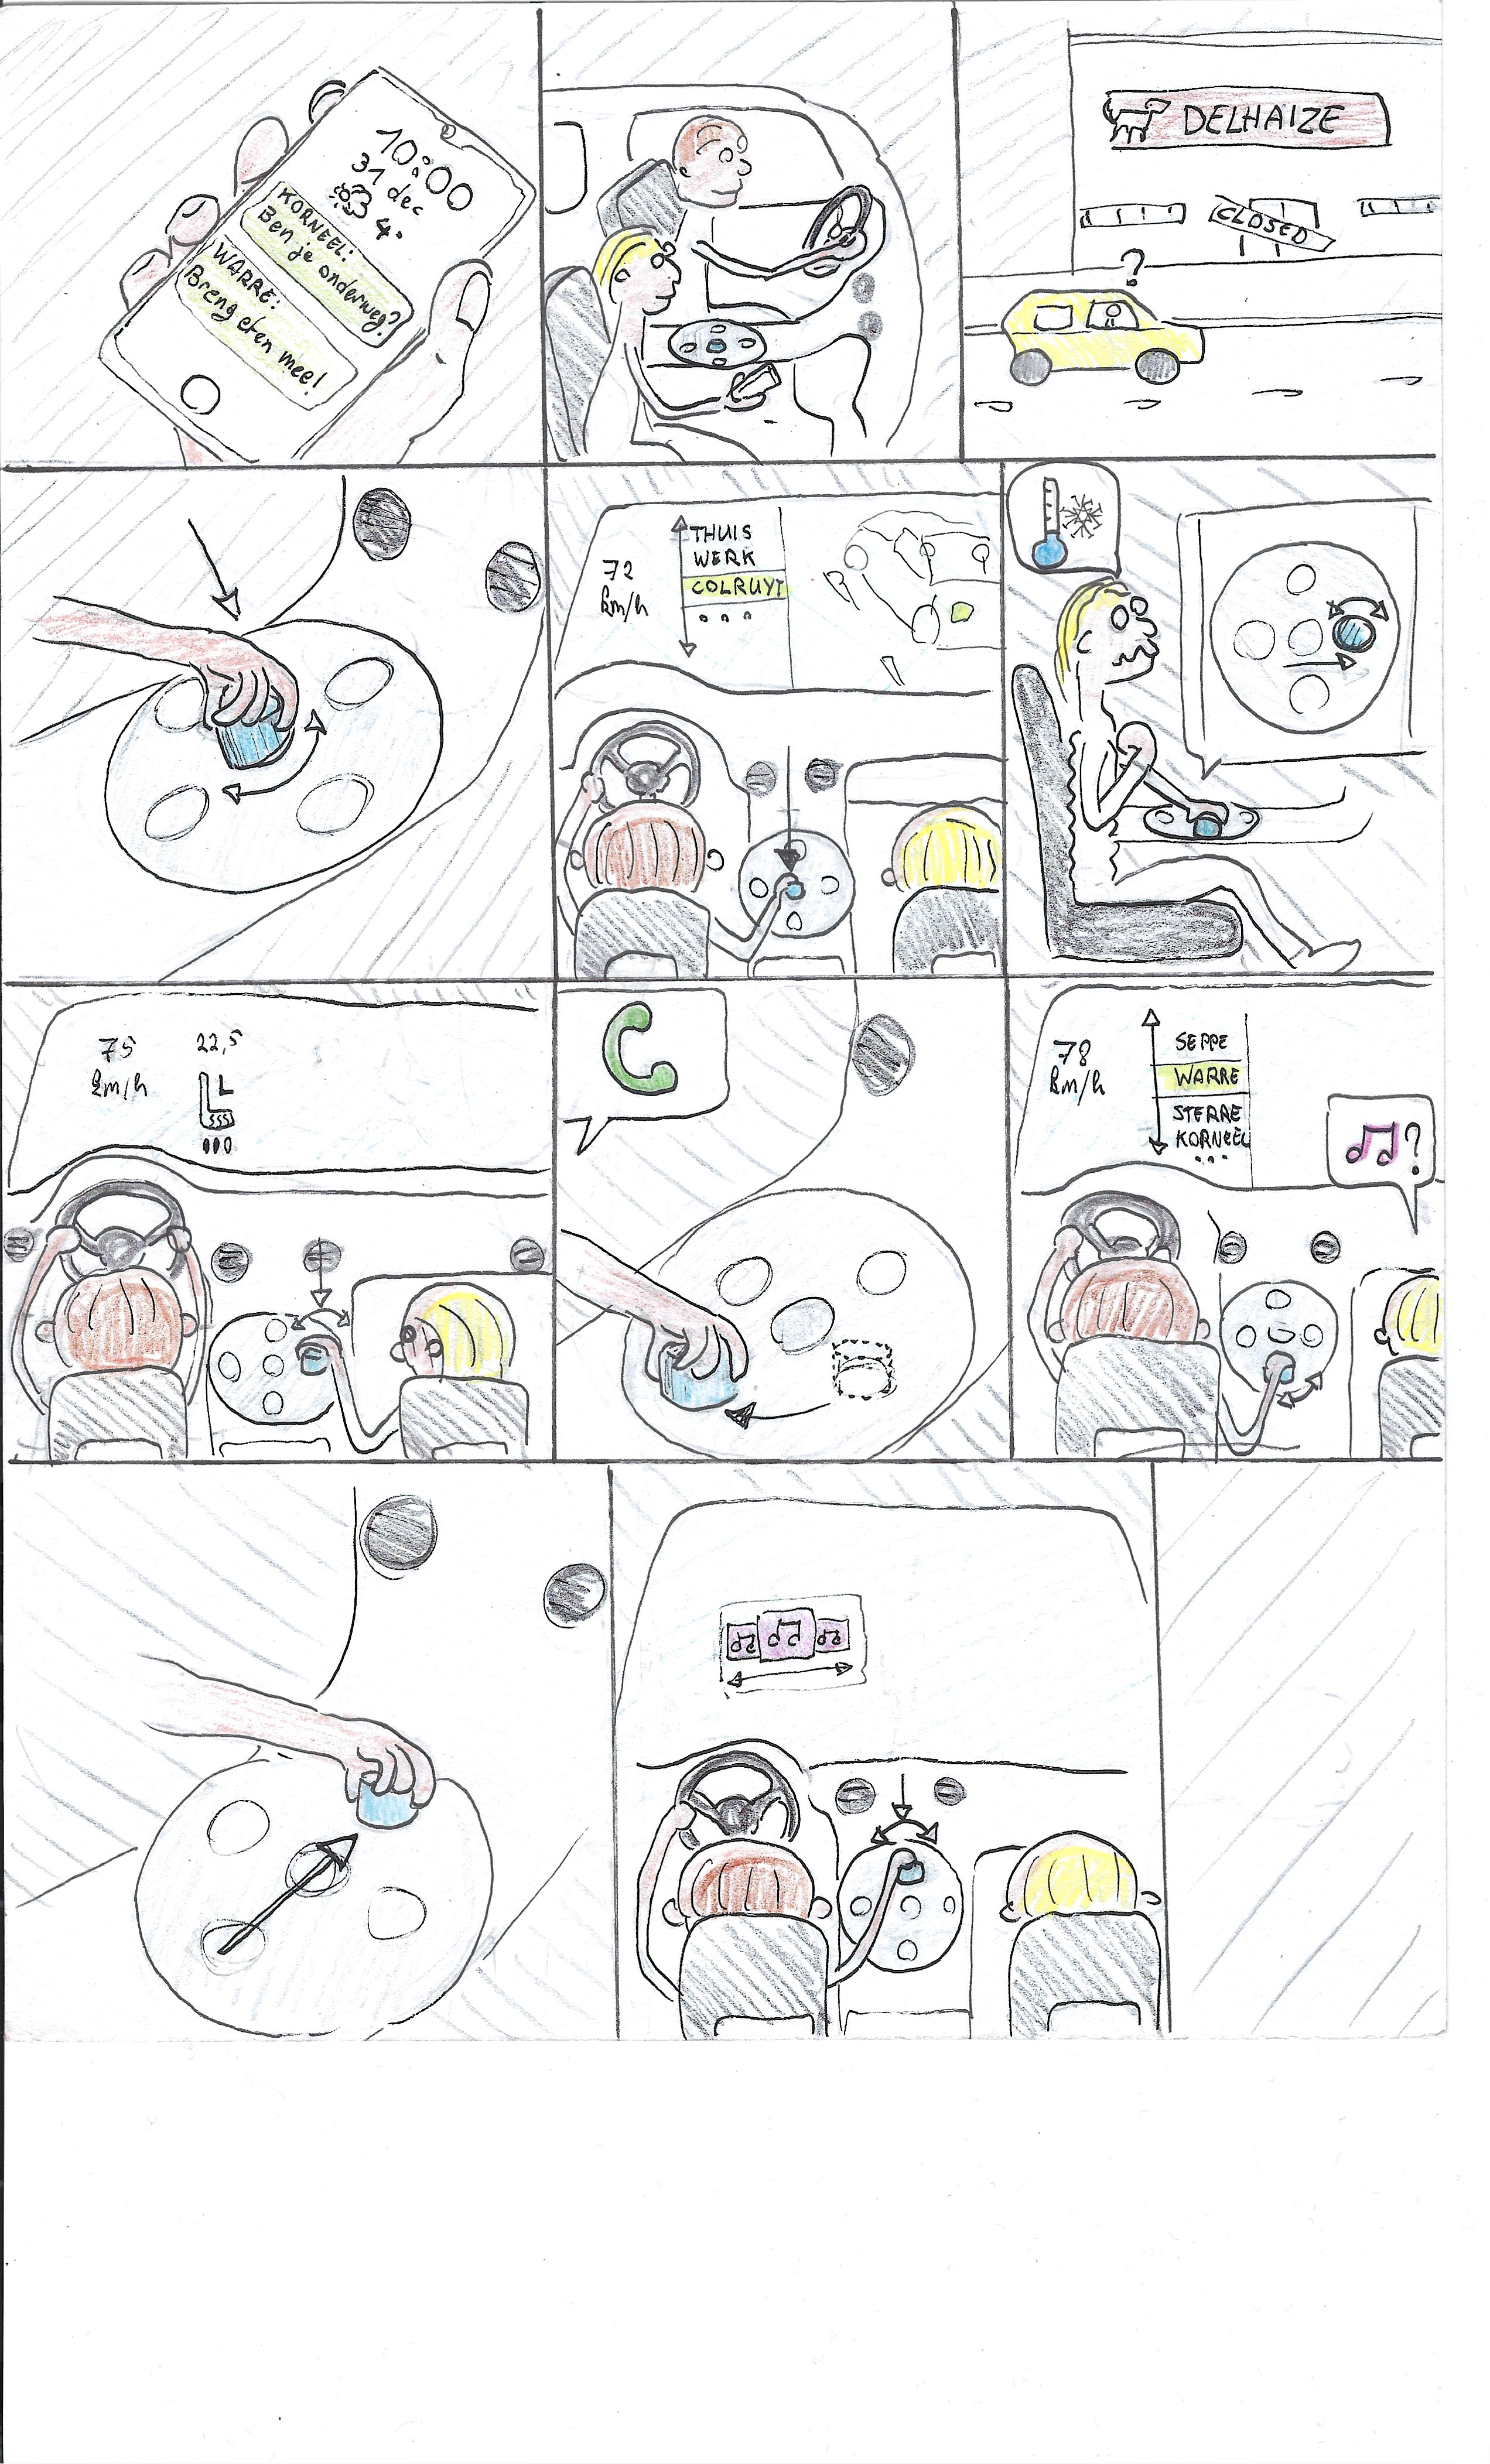 10:00
31 dec
4°
KORNEEL:
Ben je onderweg?
WARRE:
Breng eten mee!
DELHAIZE
CLOSED
?
72
km/h
THUIS
WERK
COLRUYT
...
75
km/h
22,5
78
km/h
SEPPE
WARRE
STERRE
KORNEEL
...
?